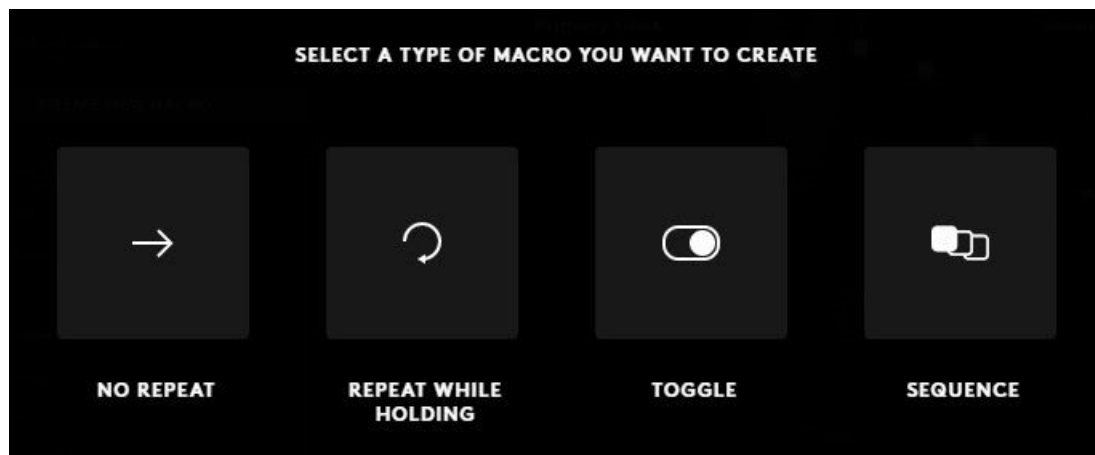 SELECT A TYPE OF MACRO YOU WANT TO CREATE
NO REPEAT
REPEAT WHILE
HOLDING
TOGGLE
SEQUENCE